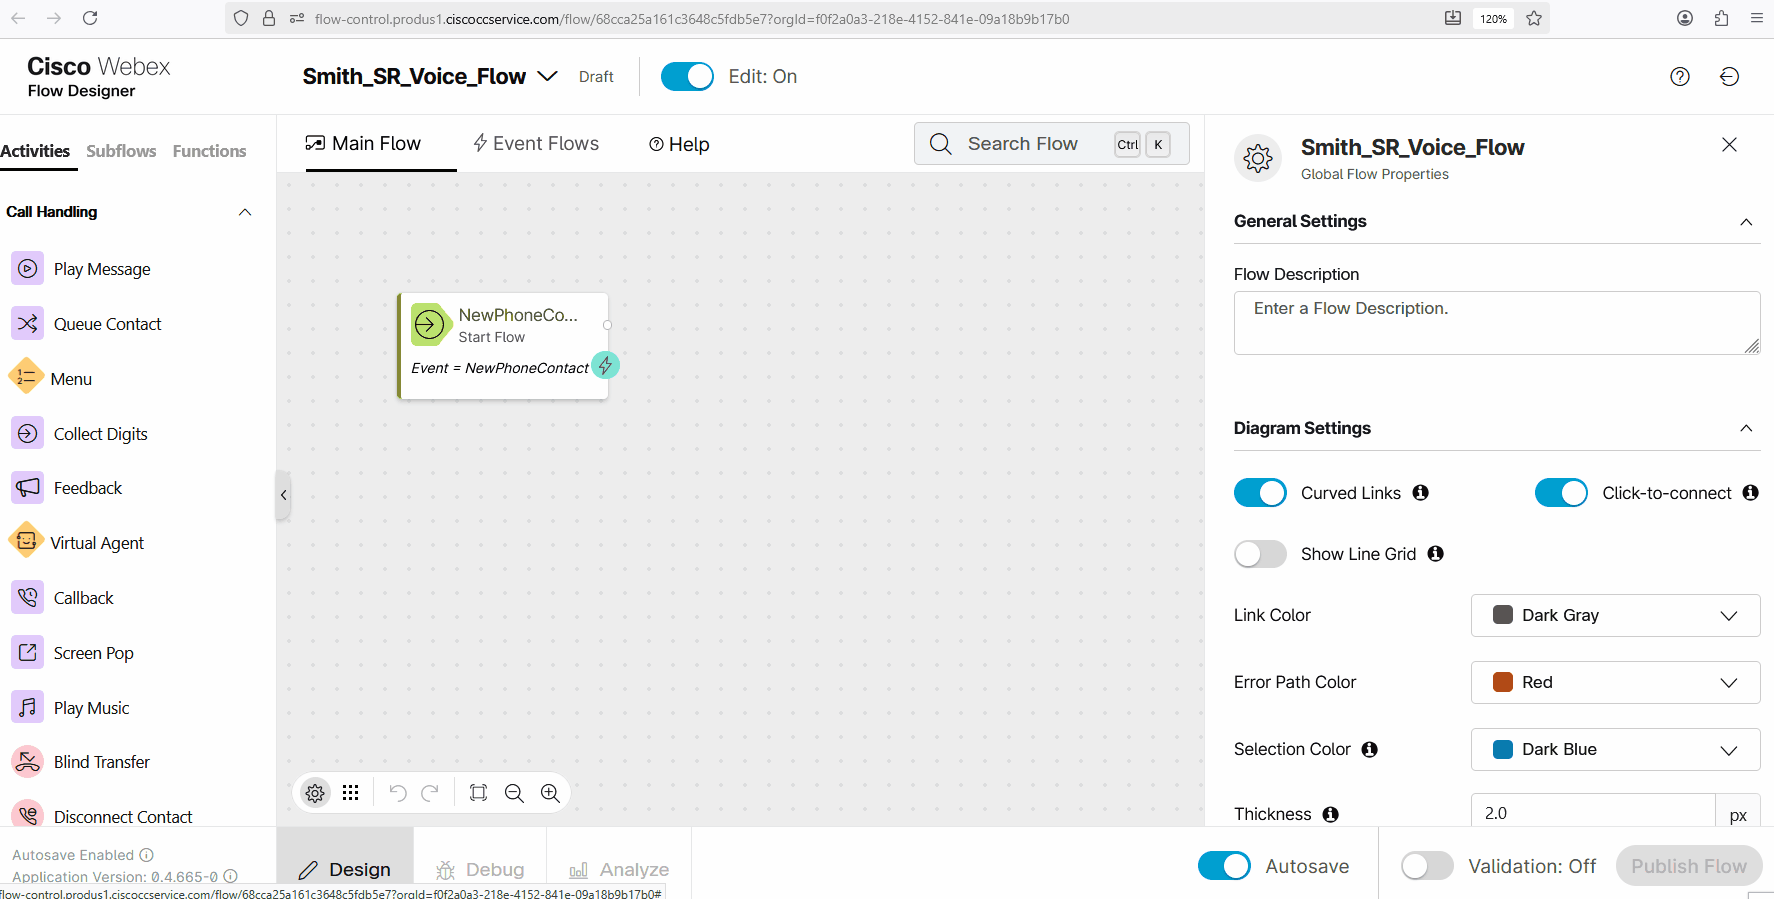 flow-control.produs1.ciscoccservice.com/flow/68cca25a161c3648c5fdb5e7?orgId=f0f2a0a3-218e-4152-841e-09a18b9b17b0
120%
Cisco Webex
Flow Designer
Smith_SR_Voice_Flow
Draft
Edit: On
Activities
Subflows
Functions
Call Handling
Play Message
Queue Contact
Menu
Collect Digits
Feedback
Virtual Agent
Callback
Screen Pop
Play Music
Blind Transfer
Disconnect Contact
Autosave Enabled
Application Version: 0.4.665-0
Main Flow
Event Flows
Help
Search Flow
Ctrl
K
NewPhoneCo...
Start Flow
Event = NewPhoneContact
Smith_SR_Voice_Flow
Global Flow Properties
General Settings
Flow Description
Enter a Flow Description.
Diagram Settings
Curved Links
Click-to-connect
Show Line Grid
Link Color
Dark Gray
Error Path Color
Red
Selection Color
Dark Blue
Thickness
2.0
px
Design
Debug
Analyze
Autosave
Validation: Off
Publish Flow
flow-control.produs1.ciscoccservice.com/flow/68cca25a161c3648c5fdb5e7?orgId=f0f2a0a3-218e-4152-841e-09a18b9b17b0#